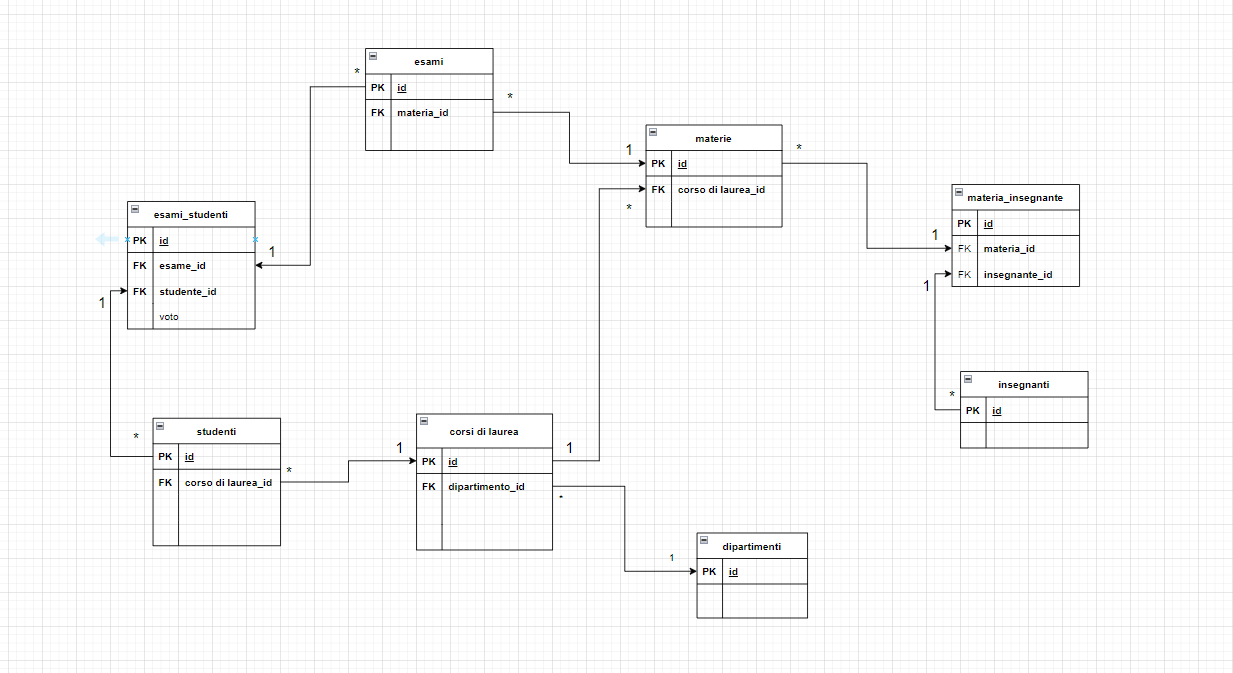 esami
*
PK id
*
FK materia_id
materie
1
*
PK id
FK corso di laurea_id
*
materia_insegnante
esami_studenti
PK id
1
PK id
1
FK materia_id
FK esame_id
FK insegnante_id
1
FK studente_id
1
voto
insegnanti
*
PK id
studenti
corsi di laurea
*
1
1
PK id
PK id
*
FK corso di laurea_id
FK dipartimento_id
*
dipartimenti
1
PK id